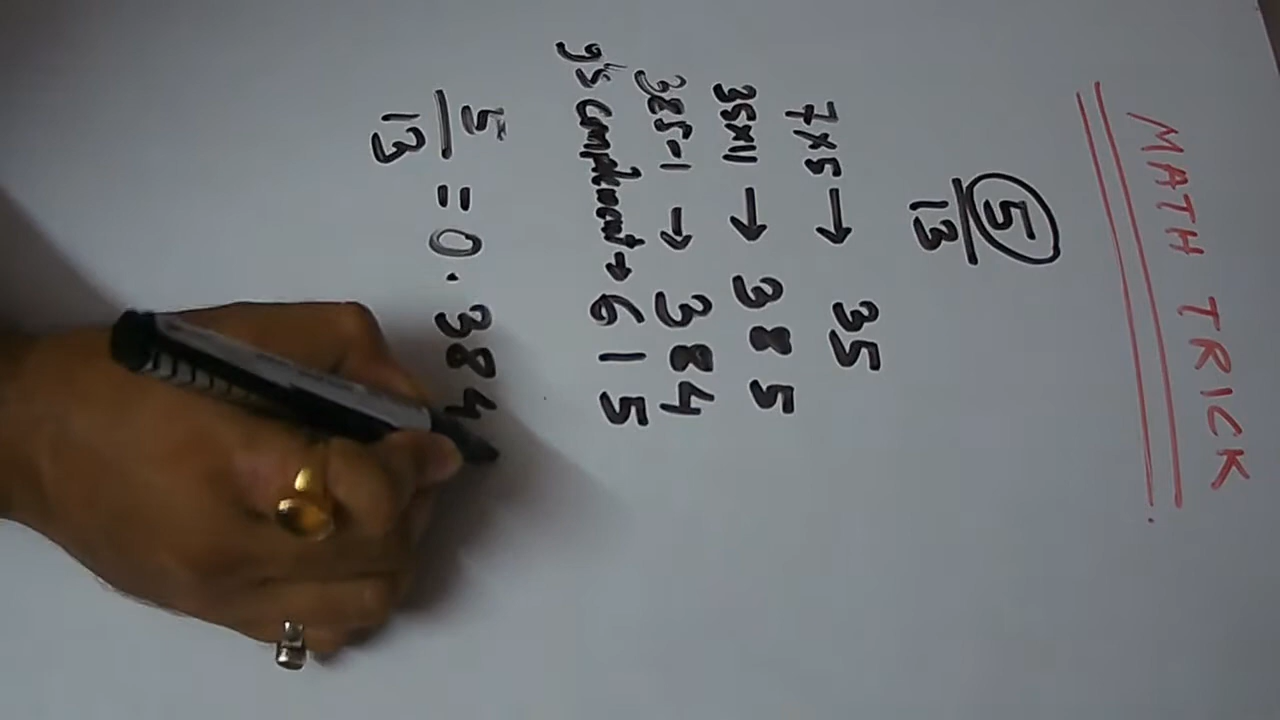 MATH TRICK
5
13
7×5 → 35
35×11 → 385
385-1 → 384
9's complement → 615
5
13 = 0.384